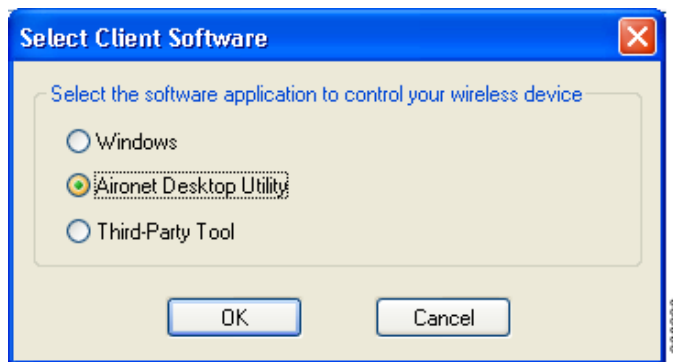 Select Client Software
Select the software application to control your wireless device
Windows
Aironet Desktop Utility
Third-Party Tool
OK
Cancel